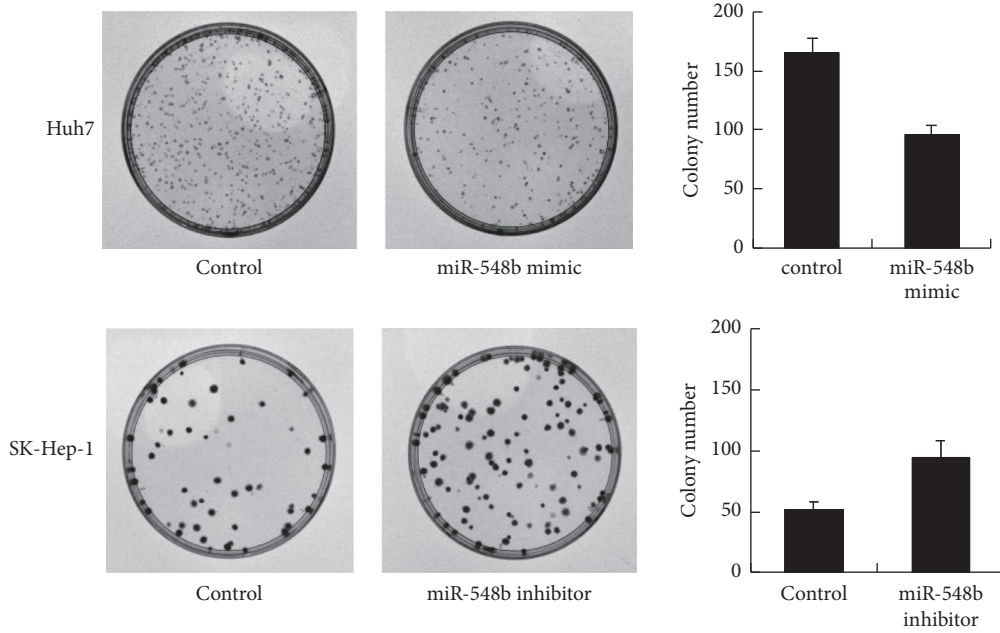 Huh7
Control
miR-548b mimic
Colony number
200
150
100
50
0
control
miR-548b
mimic
SK-Hep-1
Control
miR-548b inhibitor
Colony number
200
150
100
50
0
Control
miR-548b
inhibitor